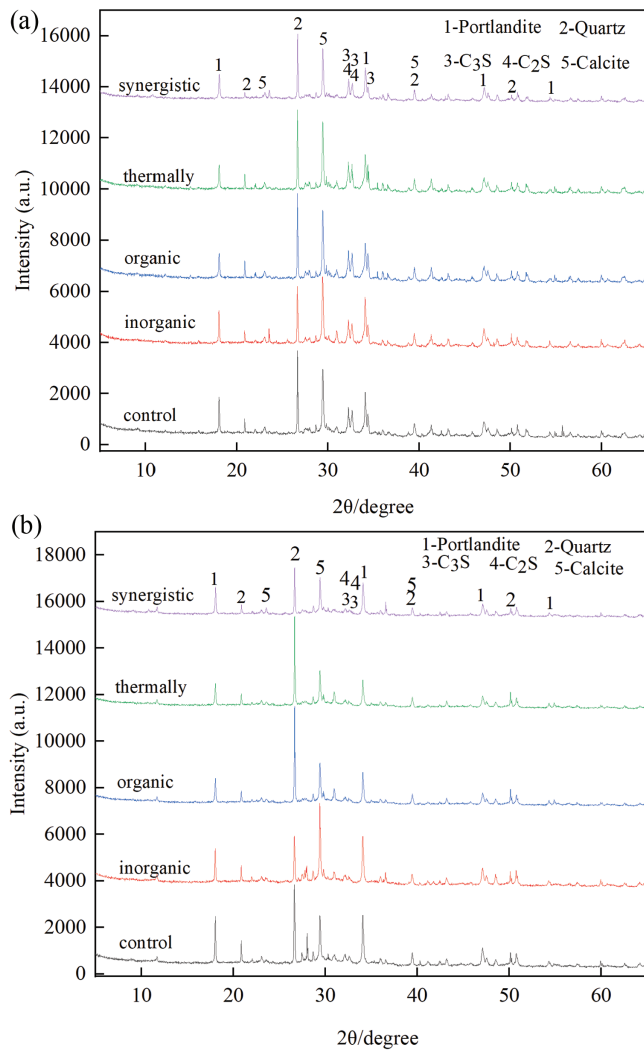 (a)
1-Portlandite 2-Quartz
3-C₃S 4-C₂S 5-Calcite
16000
14000
12000
10000
8000
6000
4000
2000
0
Intensity (a.u.)
synergistic
thermally
organic
inorganic
control
1 2 5 2 5 3 3 1 5 1 2 1
4 4 3 2
10 20 30 40 50 60
2θ/degree
(b)
1-Portlandite 2-Quartz
3-C₃S 4-C₂S 5-Calcite
18000
16000
14000
12000
10000
8000
6000
4000
2000
0
Intensity (a.u.)
synergistic
thermally
organic
inorganic
control
1 2 5 2 5 4 4 1 5 1 2 1
3 3 2
10 20 30 40 50 60
2θ/degree